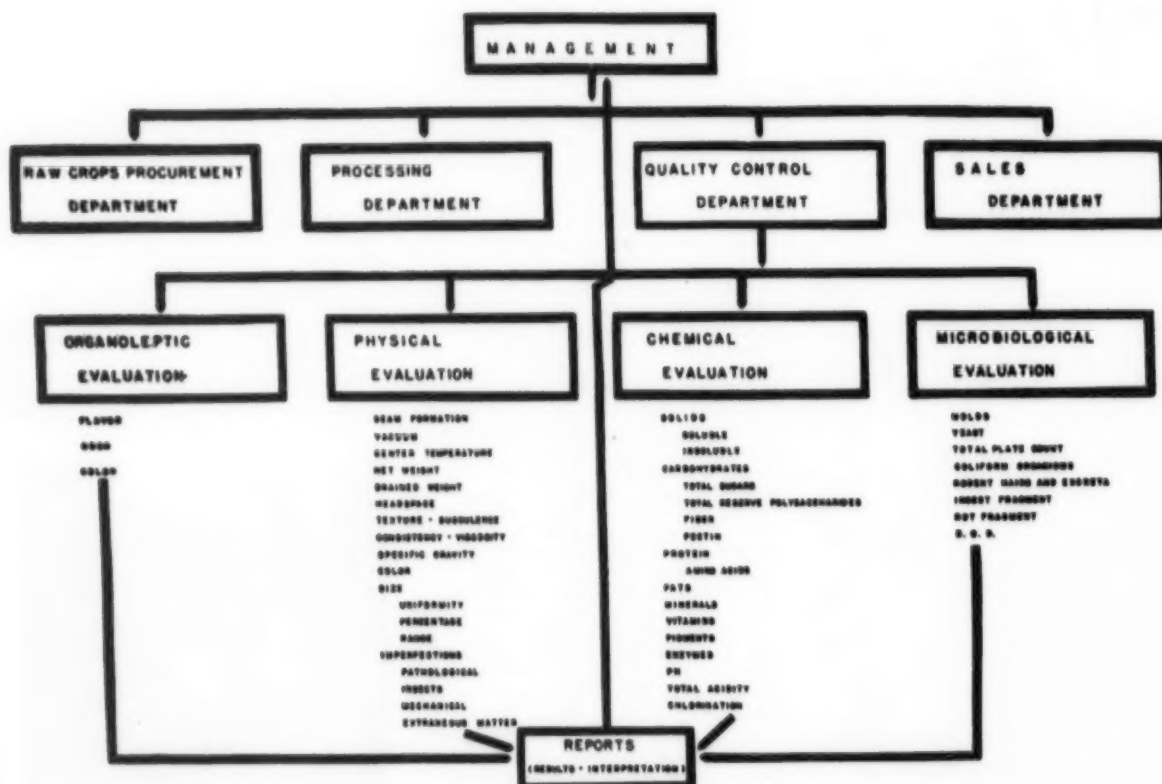 MANAGEMENT
RAW CROPS PROCUREMENT
DEPARTMENT
PROCESSING
DEPARTMENT
QUALITY CONTROL
DEPARTMENT
SALES
DEPARTMENT
ORGANOLEPTIC
EVALUATION
FLAVOR
ODOR
COLOR
PHYSICAL
EVALUATION
SEAM FORMATION
VACUUM
CENTER TEMPERATURE
NET WEIGHT
DRAINED WEIGHT
HEADSPACE
TEXTURE - SUCCULENCE
CONSISTENCY - VISCOSITY
SPECIFIC GRAVITY
COLOR
SIZE
UNIFORMITY
PERCENTAGE
RANGE
IMPERFECTIONS
PATHOLOGICAL
INSECTS
MECHANICAL
EXTRANEOUS MATTER
CHEMICAL
EVALUATION
SOLIDS
SOLUBLE
INSOLUBLE
CARBOHYDRATES
TOTAL SUGARS
TOTAL RESERVE POLYSACCHARIDES
FIBER
PECTIN
PROTEIN
AMINO ACIDS
FATS
MINERALS
VITAMINS
PIGMENTS
ENZYMES
PH
TOTAL ACIDITY
CHLORINATION
MICROBIOLOGICAL
EVALUATION
MOLDS
YEAST
TOTAL PLATE COUNT
COLIFORM ORGANISMS
RODENT HAIRS AND EXCRETA
INSECT FRAGMENT
ROT FRAGMENT
B. O. D.
REPORTS
(RESULTS - INTERPRETATION)